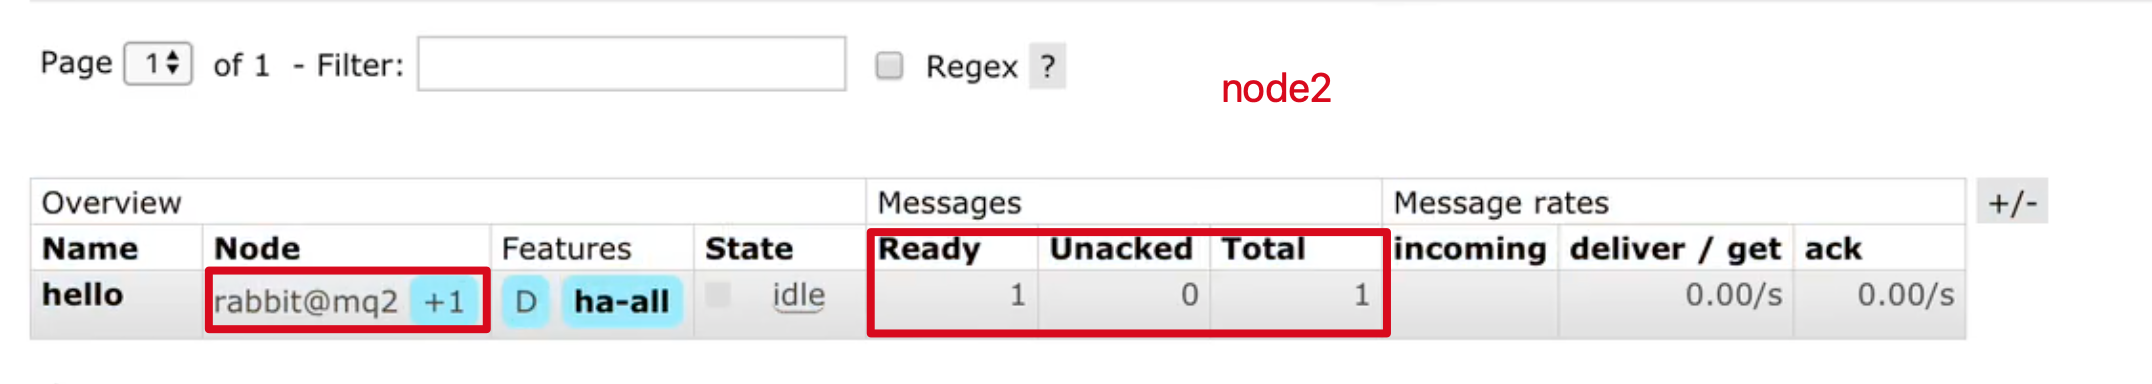 Page 1 of 1 - Filter: Regex ?
node2
Overview Messages Message rates +/-
Name Node Features State Ready Unacked Total incoming deliver / get ack
hello rabbit@mq2 +1 D ha-all idle 1 0 1 0.00/s 0.00/s